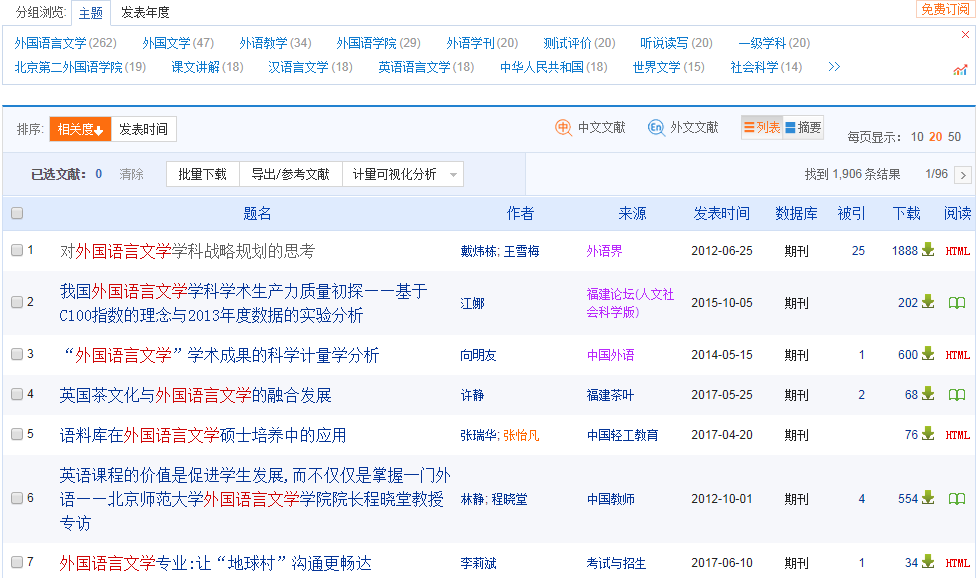 分组浏览: 主题 发表年度 免费订阅
外国语言文学(262) 外国文学(47) 外语教学(34) 外国语学院(29) 外语学刊(20) 测试评价(20) 听说读写(20) 一级学科(20)
北京第二外国语学院(19) 课文讲解(18) 汉语言文学(18) 英语语言文学(18) 中华人民共和国(18) 世界文学(15) 社会科学(14) >>
排序: 相关度 发表时间 中 中文文献 En 外文文献 列表 摘要 每页显示: 10 20 50
已选文献: 0 清除 批量下载 导出/参考文献 计量可视化分析 找到 1,906 条结果 1/96 >
题名 作者 来源 发表时间 数据库 被引 下载 阅读
1 对外国语言文学学科战略规划的思考 戴炜栋; 王雪梅 外语界 2012-06-25 期刊 25 1888 HTML
2 我国外国语言文学学科学术生产力质量初探——基于
C100指数的理念与2013年度数据的实验分析 江娜 福建论坛(人文社
会科学版) 2015-10-05 期刊 202
3 “外国语言文学”学术成果的科学计量学分析 向明友 中国外语 2014-05-15 期刊 1 600 HTML
4 英国茶文化与外国语言文学的融合发展 许静 福建茶叶 2017-05-25 期刊 2 68
5 语料库在外国语言文学硕士培养中的应用 张瑞华; 张怡凡 中国轻工教育 2017-04-20 期刊 76 HTML
6 英语课程的价值是促进学生发展,而不仅仅是掌握一门外
语——北京师范大学外国语言文学学院院长程晓堂教授
专访 林静; 程晓堂 中国教师 2012-10-01 期刊 4 554
7 外国语言文学专业:让“地球村”沟通更畅达 李莉斌 考试与招生 2017-06-10 期刊 1 34 HTML